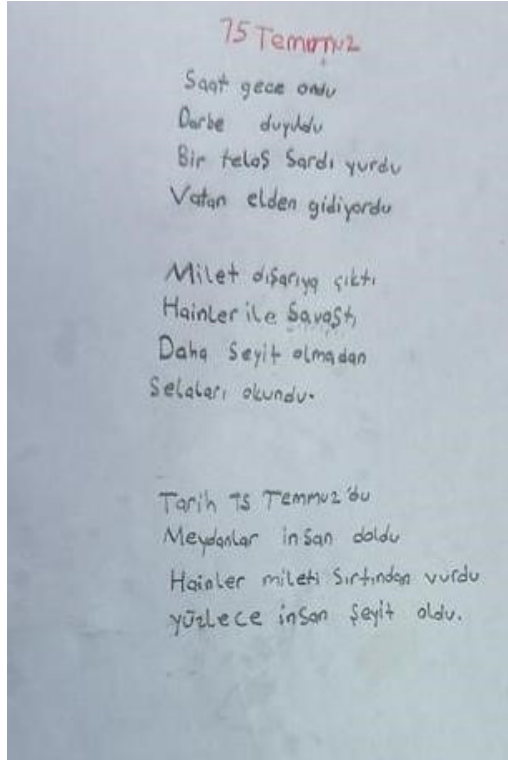 15 Temmuz
Saat gece ondu
Darbe duyuldu
Bir telaş Sardı yurdu
Vatan elden gidiyordu
Milet dışarıya çıktı
Hainler ile Savaştı
Daha Seyit olmadan
Selaları okundu.
Tarih 15 Temmuz'du
Meydanlar inSan doldu
Hainler mileti Sırtından vurdu
yüzlece inSan Şeyit oldu.